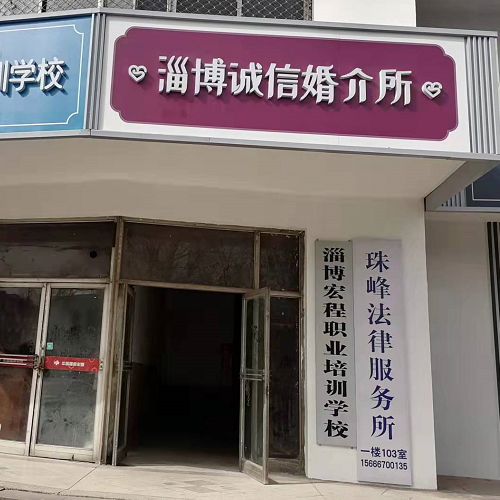 训学校
淄博诚信婚介所
淄博宏程职业培训学校
珠峰法律服务所
一楼103室
15666700135